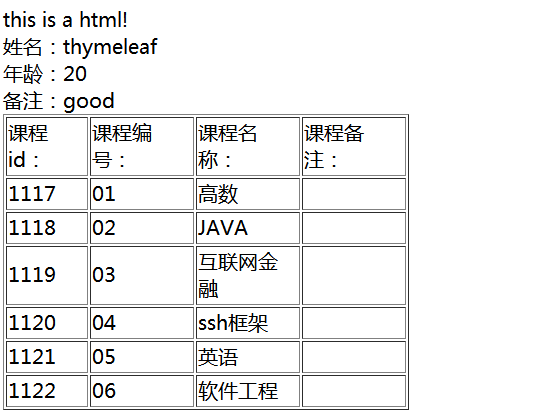 this is a html!
姓名：thymeleaf
年龄：20
备注：good
课程id： 课程编号： 课程名称： 课程备注：
1117 01 高数
1118 02 JAVA
1119 03 互联网金融
1120 04 ssh框架
1121 05 英语
1122 06 软件工程